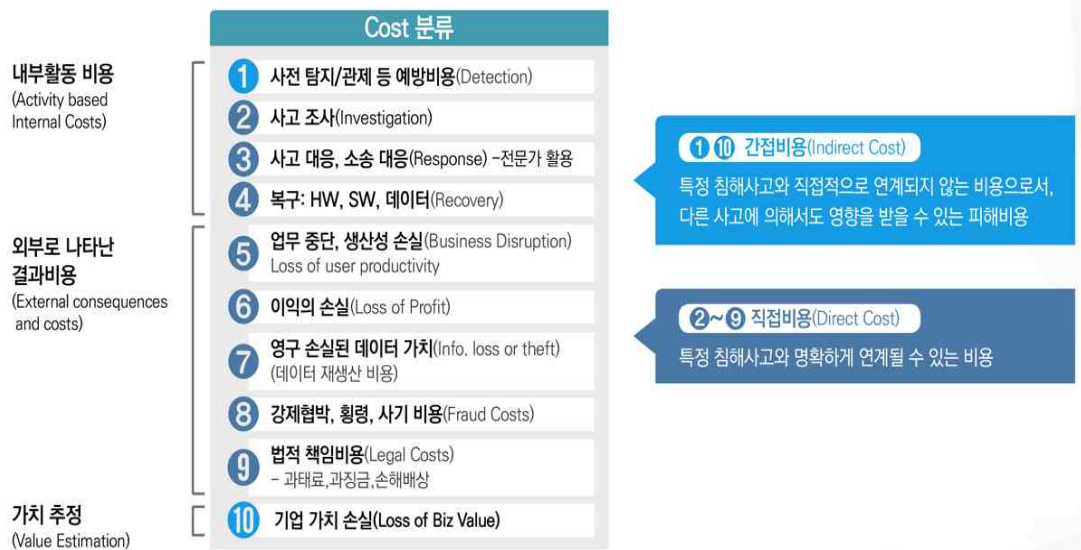 Cost 분류
내부활동 비용
(Activity based
Internal Costs)
1 사전 탐지/관제 등 예방비용(Detection)
2 사고 조사(Investigation)
3 사고 대응, 소송 대응(Response) -전문가 활용
4 복구: HW, SW, 데이터(Recovery)
외부로 나타난
결과비용
(External consequences
and costs)
5 업무 중단, 생산성 손실(Business Disruption)
Loss of user productivity
6 이익의 손실(Loss of Profit)
7 영구 손실된 데이터 가치(Info. loss or theft)
(데이터 재생산 비용)
8 강제협박, 횡령, 사기 비용(Fraud Costs)
9 법적 책임비용(Legal Costs)
- 과태료,과징금,손해배상
가치 추정
(Value Estimation)
10 기업 가치 손실(Loss of Biz Value)
1 10 간접비용(Indirect Cost)
특정 침해사고와 직접적으로 연계되지 않는 비용으로서,
다른 사고에 의해서도 영향을 받을 수 있는 피해비용
2~9 직접비용(Direct Cost)
특정 침해사고와 명확하게 연계될 수 있는 비용